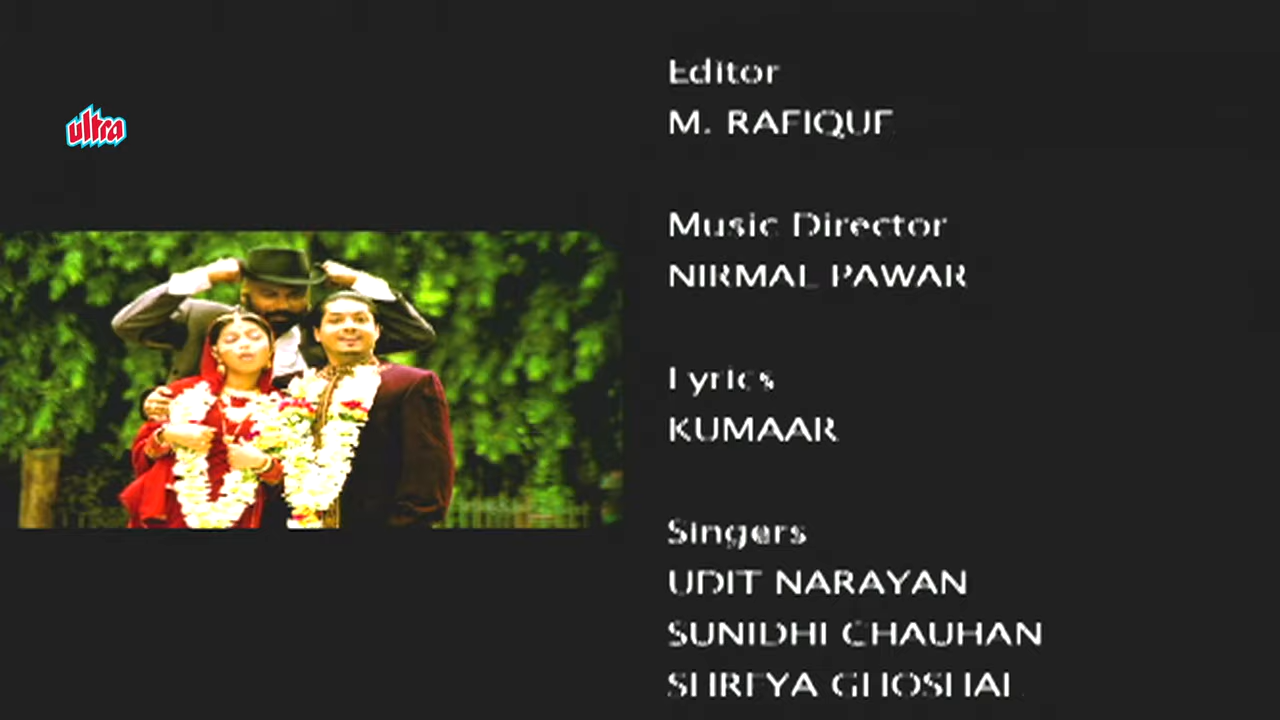 ultra
Editor
M. RAFIQUE
Music Director
NIRMAL PAWAR
Lyrics
KUMAAR
Singers
UDIT NARAYAN
SUNIDHI CHAUHAN
SHREYA GHOSHAL